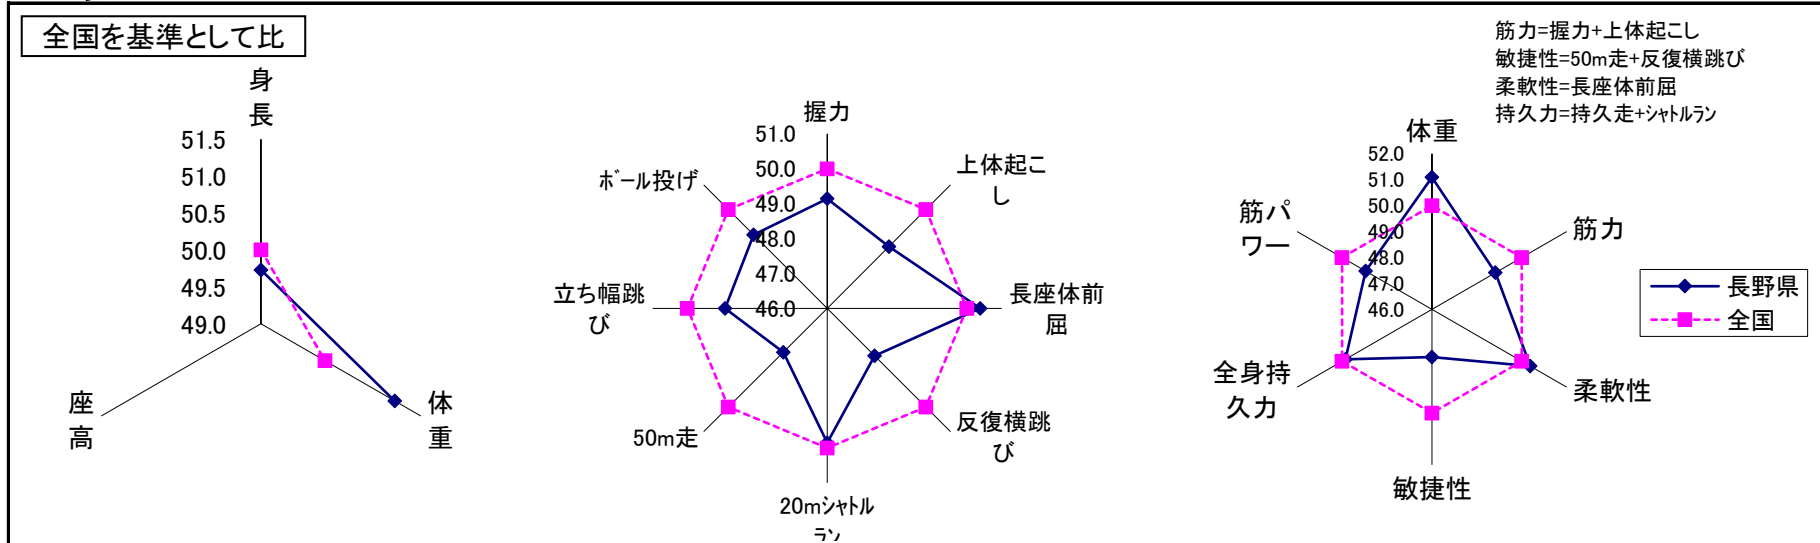 全国を基準として比
身
長
51.5
51.0
50.5
50.0
49.5
49.0
座
高
体
重
握力
51.0
50.0
49.0
48.0
47.0
46.0
上体起こ
し
長座体前
屈
反復横跳
び
20mシャトル
ラン
50m走
立ち幅跳
び
ボール投げ
筋力=握力+上体起こし
敏捷性=50m走+反復横跳び
柔軟性=長座体前屈
持久力=持久走+シャトルラン
体重
52.0
51.0
50.0
49.0
48.0
47.0
46.0
筋力
柔軟性
敏捷性
全身持
久力
筋パ
ワー
長野県
全国